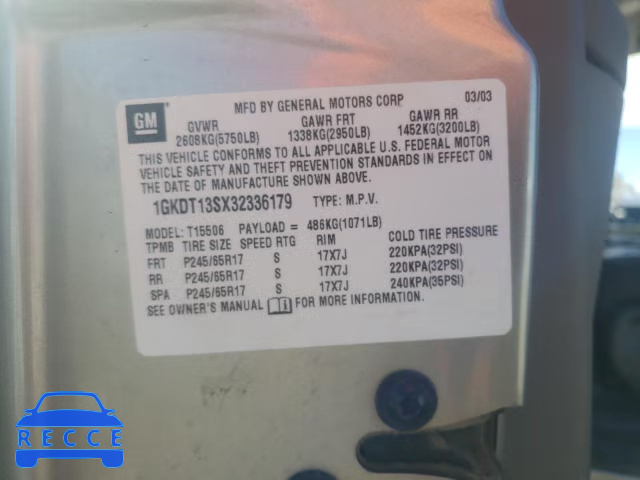 GM
MFD BY GENERAL MOTORS CORP 03/03
GVWR GAWR FRT GAWR RR
2608KG(5750LB) 1338KG(2950LB) 1452KG(3200LB)
THIS VEHICLE CONFORMS TO ALL APPLICABLE U.S. FEDERAL MOTOR
VEHICLE SAFETY AND THEFT PREVENTION STANDARDS IN EFFECT ON
THE DATE OF MANUFACTURE SHOWN ABOVE.
1GKDT13SX32336179 TYPE: M.P.V.
MODEL: T15506 PAYLOAD = 486KG(1071LB)
TPMB TIRE SIZE SPEED RTG RIM COLD TIRE PRESSURE
FRT P245/65R17 S 17X7J 220KPA(32PSI)
RR P245/65R17 S 17X7J 220KPA(32PSI)
SPA P245/65R17 S 17X7J 240KPA(35PSI)
SEE OWNER'S MANUAL FOR MORE INFORMATION.
RECCE